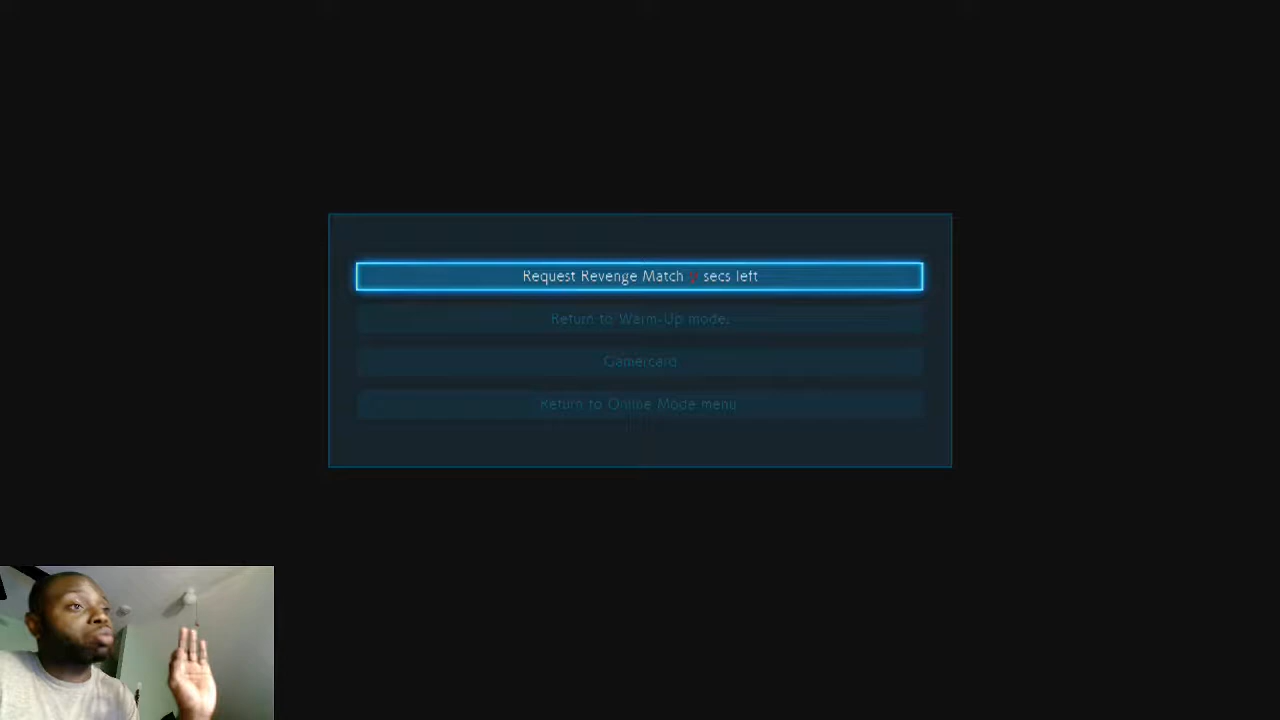 Request Revenge Match secs left
Return to Warm-Up mode.
Gamercard
Return to Online Mode menu